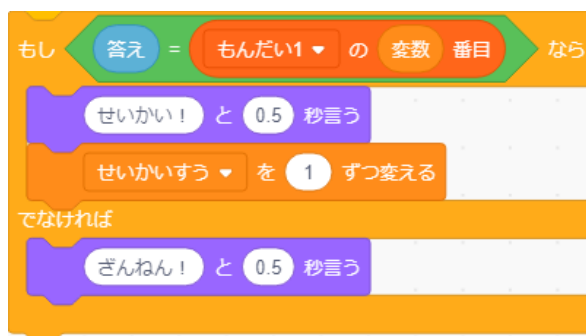 もし 答え = もんだい1 の 変数 番目 なら
せいかい！ と 0.5 秒言う
せいかいすう を 1 ずつ変える
でなければ
ざんねん！ と 0.5 秒言う